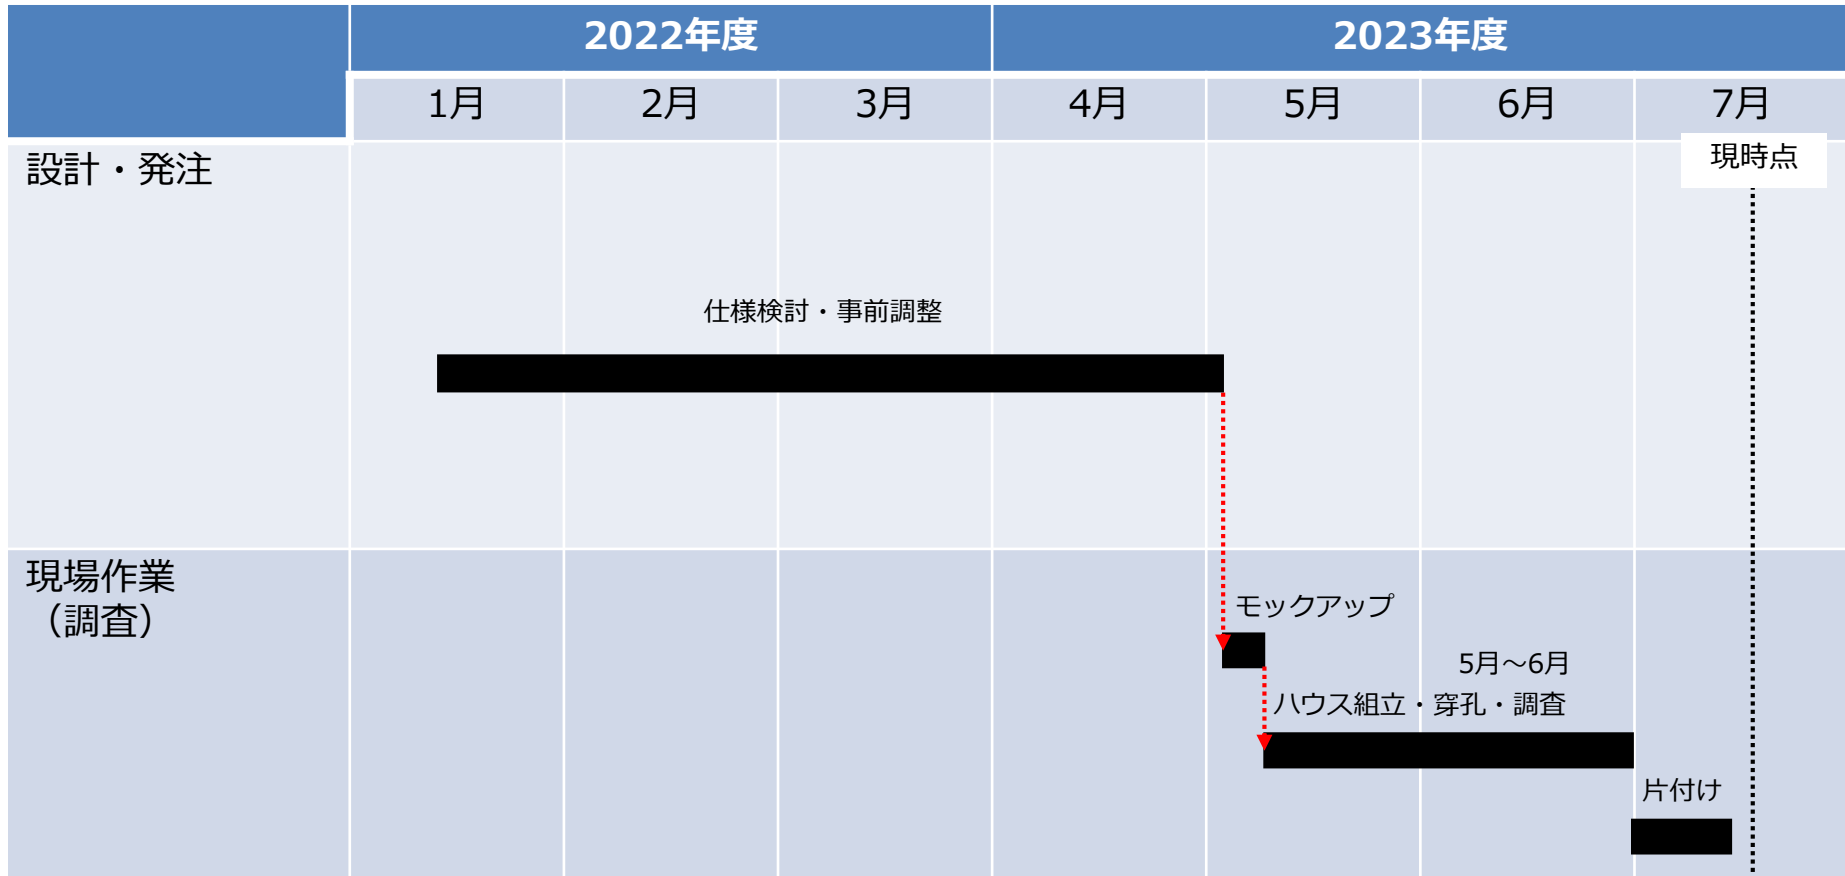 2022年度
2023年度
1月
2月
3月
4月
5月
6月
7月
現時点
設計・発注
仕様検討・事前調整
現場作業
（調査）
モックアップ
5月～6月
ハウス組立・穿孔・調査
片付け